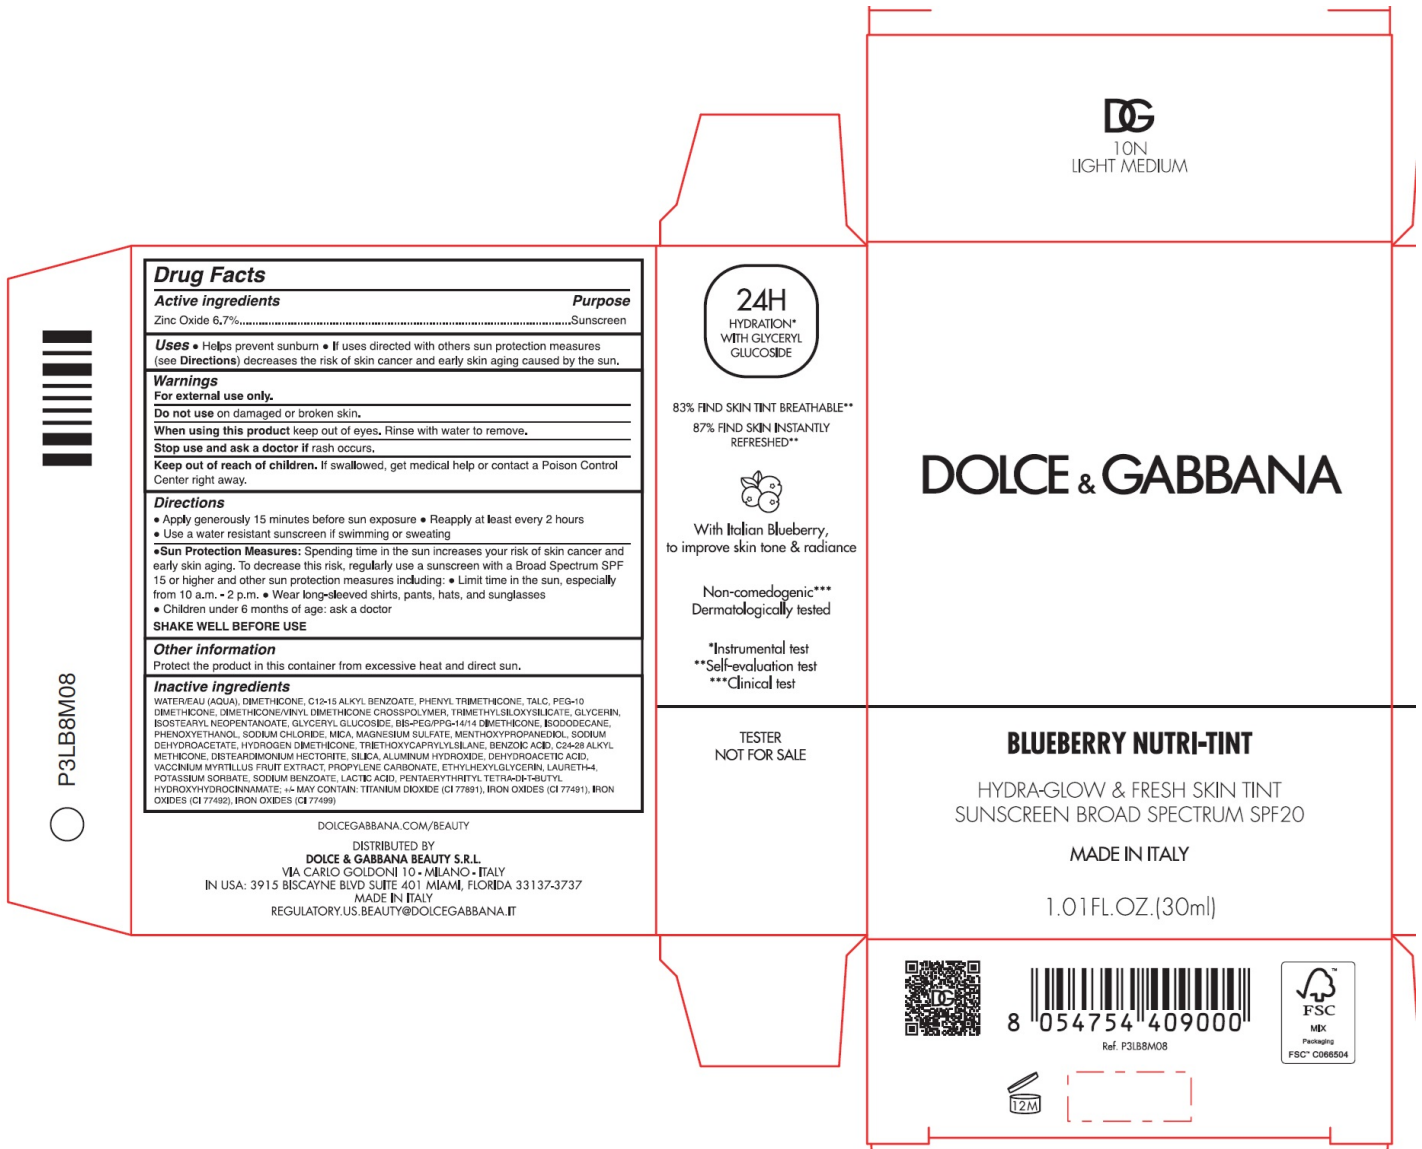 P3LB8M08
Drug Facts
Active ingredients Purpose
Zinc Oxide 6.7%......Sunscreen
Uses ● Helps prevent sunburn ● If uses directed with others sun protection measures
(see Directions) decreases the risk of skin cancer and early skin aging caused by the sun.
Warnings
For external use only.
Do not use on damaged or broken skin.
When using this product keep out of eyes. Rinse with water to remove.
Stop use and ask a doctor if rash occurs.
Keep out of reach of children. If swallowed, get medical help or contact a Poison Control
Center right away.
Directions
● Apply generously 15 minutes before sun exposure ● Reapply at least every 2 hours
● Use a water resistant sunscreen if swimming or sweating
●Sun Protection Measures: Spending time in the sun increases your risk of skin cancer and
early skin aging. To decrease this risk, regularly use a sunscreen with a Broad Spectrum SPF
15 or higher and other sun protection measures including: ● Limit time in the sun, especially
from 10 a.m. - 2 p.m. ● Wear long-sleeved shirts, pants, hats, and sunglasses
● Children under 6 months of age: ask a doctor
SHAKE WELL BEFORE USE
Other information
Protect the product in this container from excessive heat and direct sun.
Inactive ingredients
WATER/EAU (AQUA), DIMETHICONE, C12-15 ALKYL BENZOATE, PHENYL TRIMETHICONE, TALC, PEG-10
DIMETHICONE, DIMETHICONE/VINYL DIMETHICONE CROSSPOLYMER, TRIMETHYLSILOXYSILICATE, GLYCERIN,
ISOSTEARYL NEOPENTANOATE, GLYCERYL GLUCOSIDE, BIS-PEG/PPG-14/14 DIMETHICONE, ISODODECANE,
PHENOXYETHANOL, SODIUM CHLORIDE, MICA, MAGNESIUM SULFATE, MENTHOXYPROPANEDIOL, SODIUM
DEHYDROACETATE, HYDROGEN DIMETHICONE, TRIETHOXYCAPRYLYLSILANE, BENZOIC ACID, C24-28 ALKYL
METHICONE, DISTEARDIMONIUM HECTORITE, SILICA, ALUMINUM HYDROXIDE, DEHYDROACETIC ACID,
VACCINIUM MYRTILLUS FRUIT EXTRACT, PROPYLENE CARBONATE, ETHYLHEXYLGLYCERIN, LAURETH-4,
POTASSIUM SORBATE, SODIUM BENZOATE, LACTIC ACID, PENTAERYTHRITYL TETRA-DI-T-BUTYL
HYDROXYHYDROCINNAMATE; +/- MAY CONTAIN: TITANIUM DIOXIDE (CI 77891), IRON OXIDES (CI 77491), IRON
OXIDES (CI 77492), IRON OXIDES (CI 77499)
DOLCEGABBANA.COM/BEAUTY
DISTRIBUTED BY
DOLCE & GABBANA BEAUTY S.R.L.
VIA CARLO GOLDONI 10 - MILANO - ITALY
IN USA: 3915 BISCAYNE BLVD SUITE 401 MIAMI, FLORIDA 33137-3737
MADE IN ITALY
REGULATORY.US.BEAUTY@DOLCEGABBANA.IT
24H
HYDRATION*
WITH GLYCERYL
GLUCOSIDE
83% FIND SKIN TINT BREATHABLE**
87% FIND SKIN INSTANTLY
REFRESHED**
With Italian Blueberry,
to improve skin tone & radiance
Non-comedogenic***
Dermatologically tested
*Instrumental test
**Self-evaluation test
***Clinical test
TESTER
NOT FOR SALE
DG
10N
LIGHT MEDIUM
DOLCE & GABBANA
BLUEBERRY NUTRI-TINT
HYDRA-GLOW & FRESH SKIN TINT
SUNSCREEN BROAD SPECTRUM SPF20
MADE IN ITALY
1.01FL.OZ.(30ml)
DG
8 054754 409000
Ref. P3LB8M08
FSC
MIX
Packaging
FSC™ C066504
12M